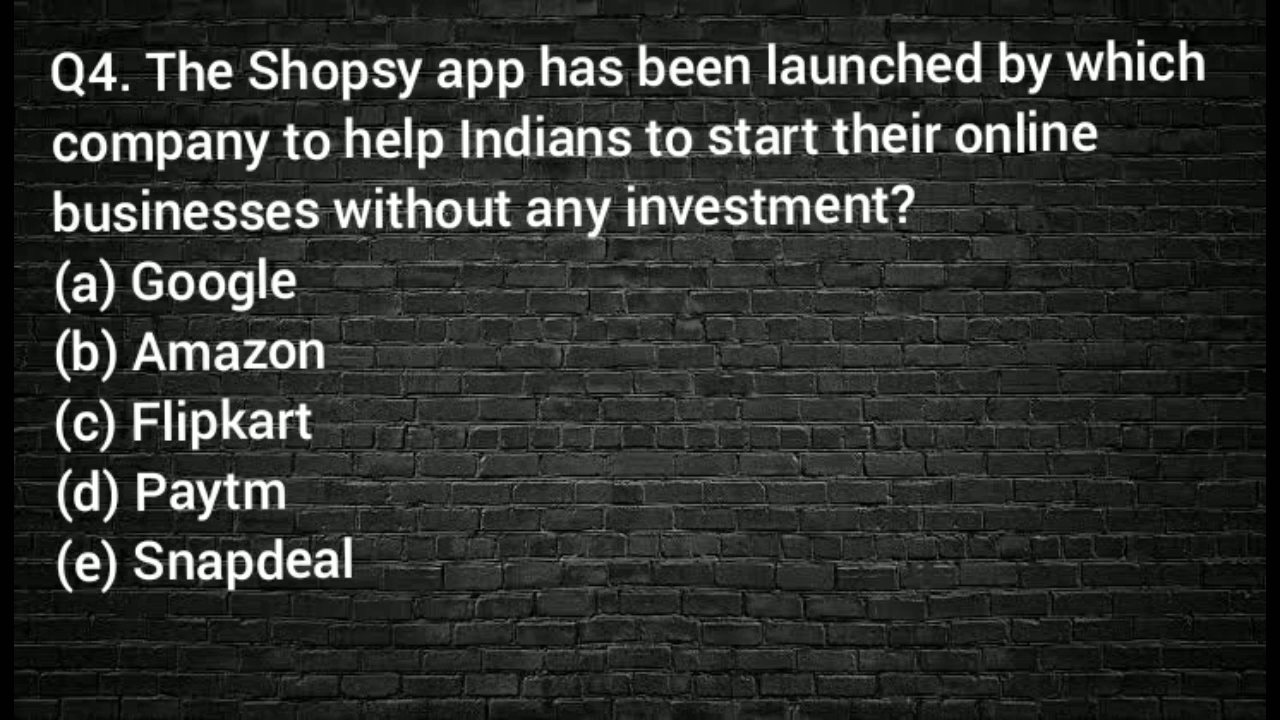 Q4. The Shopsy app has been launched by which
company to help Indians to start their online
businesses without any investment?
(a) Google
(b) Amazon
(c) Flipkart
(d) Paytm
(e) Snapdeal